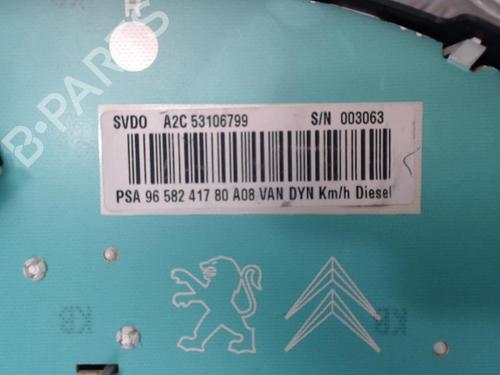 SVDO A2C 53106799 S/N 003063
PSA 96 582 417 80 A08 VAN DYN Km/h Diesel
KB
KB
B-PARTS